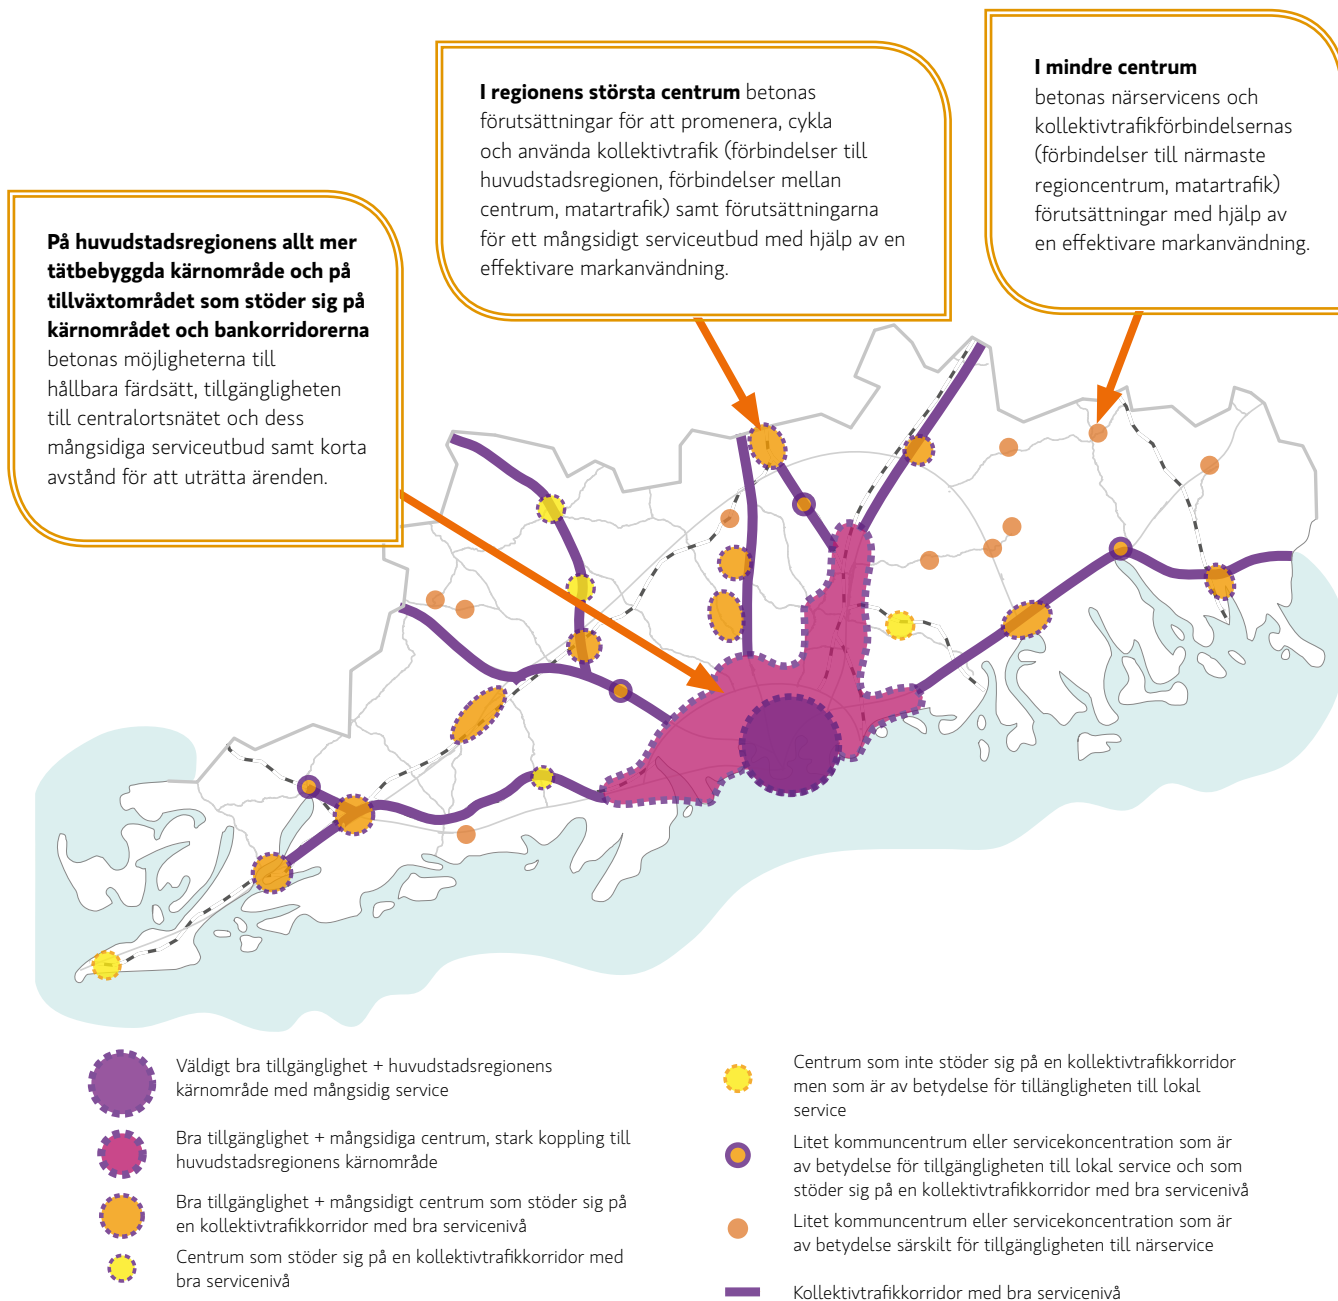 På huvudstadsregionens allt mer
tätbebyggda kärnområde och på
tillväxtområdet som stöder sig på
kärnområdet och bankorridorerna
betonas möjligheterna till
hållbara färdsätt, tillgängligheten
till centralortsnätet och dess
mångsidiga serviceutbud samt korta
avstånd för att uträtta ärenden.
I regionens största centrum betonas
förutsättningar för att promenera, cykla
och använda kollektivtrafik (förbindelser till
huvudstadsregionen, förbindelser mellan
centrum, matartrafik) samt förutsättningarna
för ett mångsidigt serviceutbud med hjälp av en
effektivare markanvändning.
I mindre centrum
betonas närservicens och
kollektivtrafikförbindelsernas
(förbindelser till närmaste
regioncentrum, matartrafik)
förutsättningar med hjälp av
en effektivare markanvändning.
Väldigt bra tillgänglighet + huvudstadsregionens
kärnområde med mångsidig service
Bra tillgänglighet + mångsidiga centrum, stark koppling till
huvudstadsregionens kärnområde
Bra tillgänglighet + mångsidigt centrum som stöder sig på
en kollektivtrafikkorridor med bra servicenivå
Centrum som stöder sig på en kollektivtrafikkorridor med
bra servicenivå
Centrum som inte stöder sig på en kollektivtrafikkorridor
men som är av betydelse för tillängligheten till lokal
service
Litet kommuncentrum eller servicekoncentration som är
av betydelse för tillgängligheten till lokal service och som
stöder sig på en kollektivtrafikkorridor med bra servicenivå
Litet kommuncentrum eller servicekoncentration som är
av betydelse särskilt för tillgängligheten till närservice
Kollektivtrafikkorridor med bra servicenivå